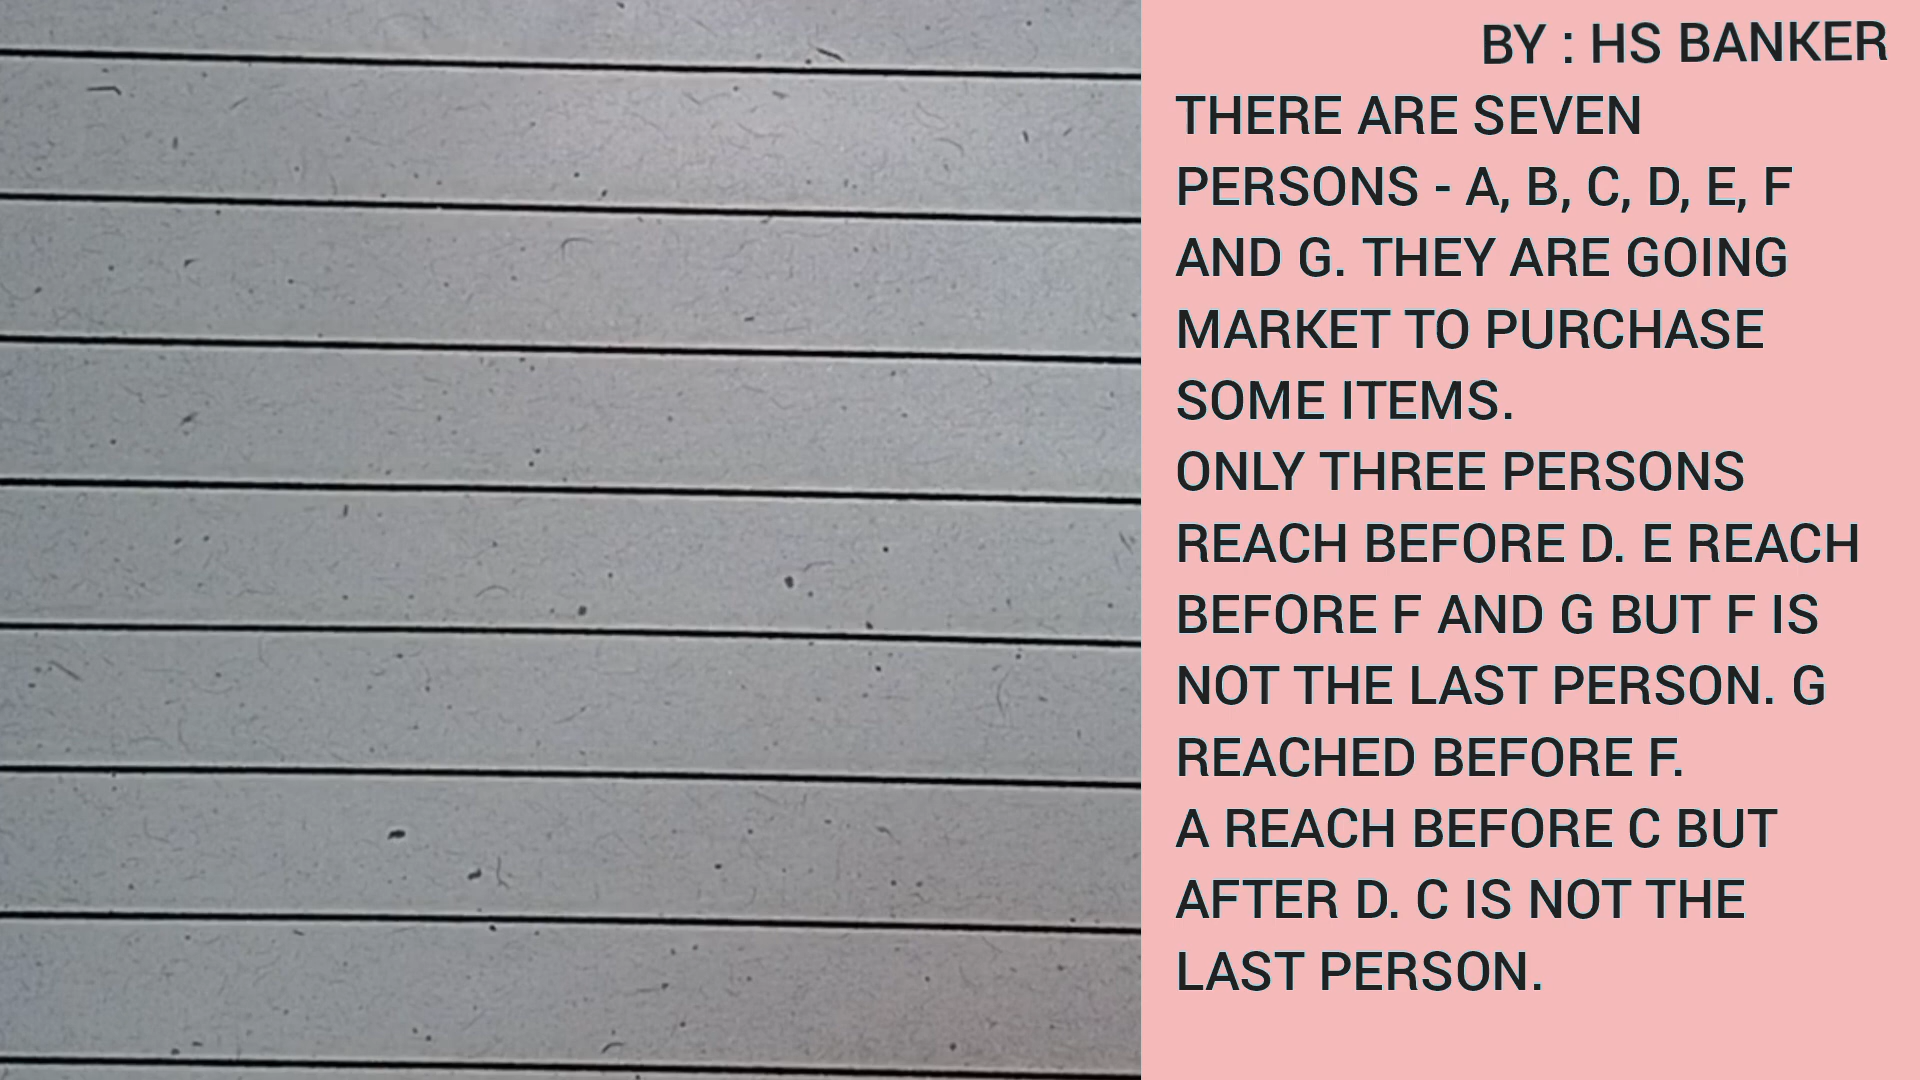 BY : HS BANKER
THERE ARE SEVEN
PERSONS - A, B, C, D, E, F
AND G. THEY ARE GOING
MARKET TO PURCHASE
SOME ITEMS.
ONLY THREE PERSONS
REACH BEFORE D. E REACH
BEFORE F AND G BUT F IS
NOT THE LAST PERSON. G
REACHED BEFORE F.
A REACH BEFORE C BUT
AFTER D. C IS NOT THE
LAST PERSON.